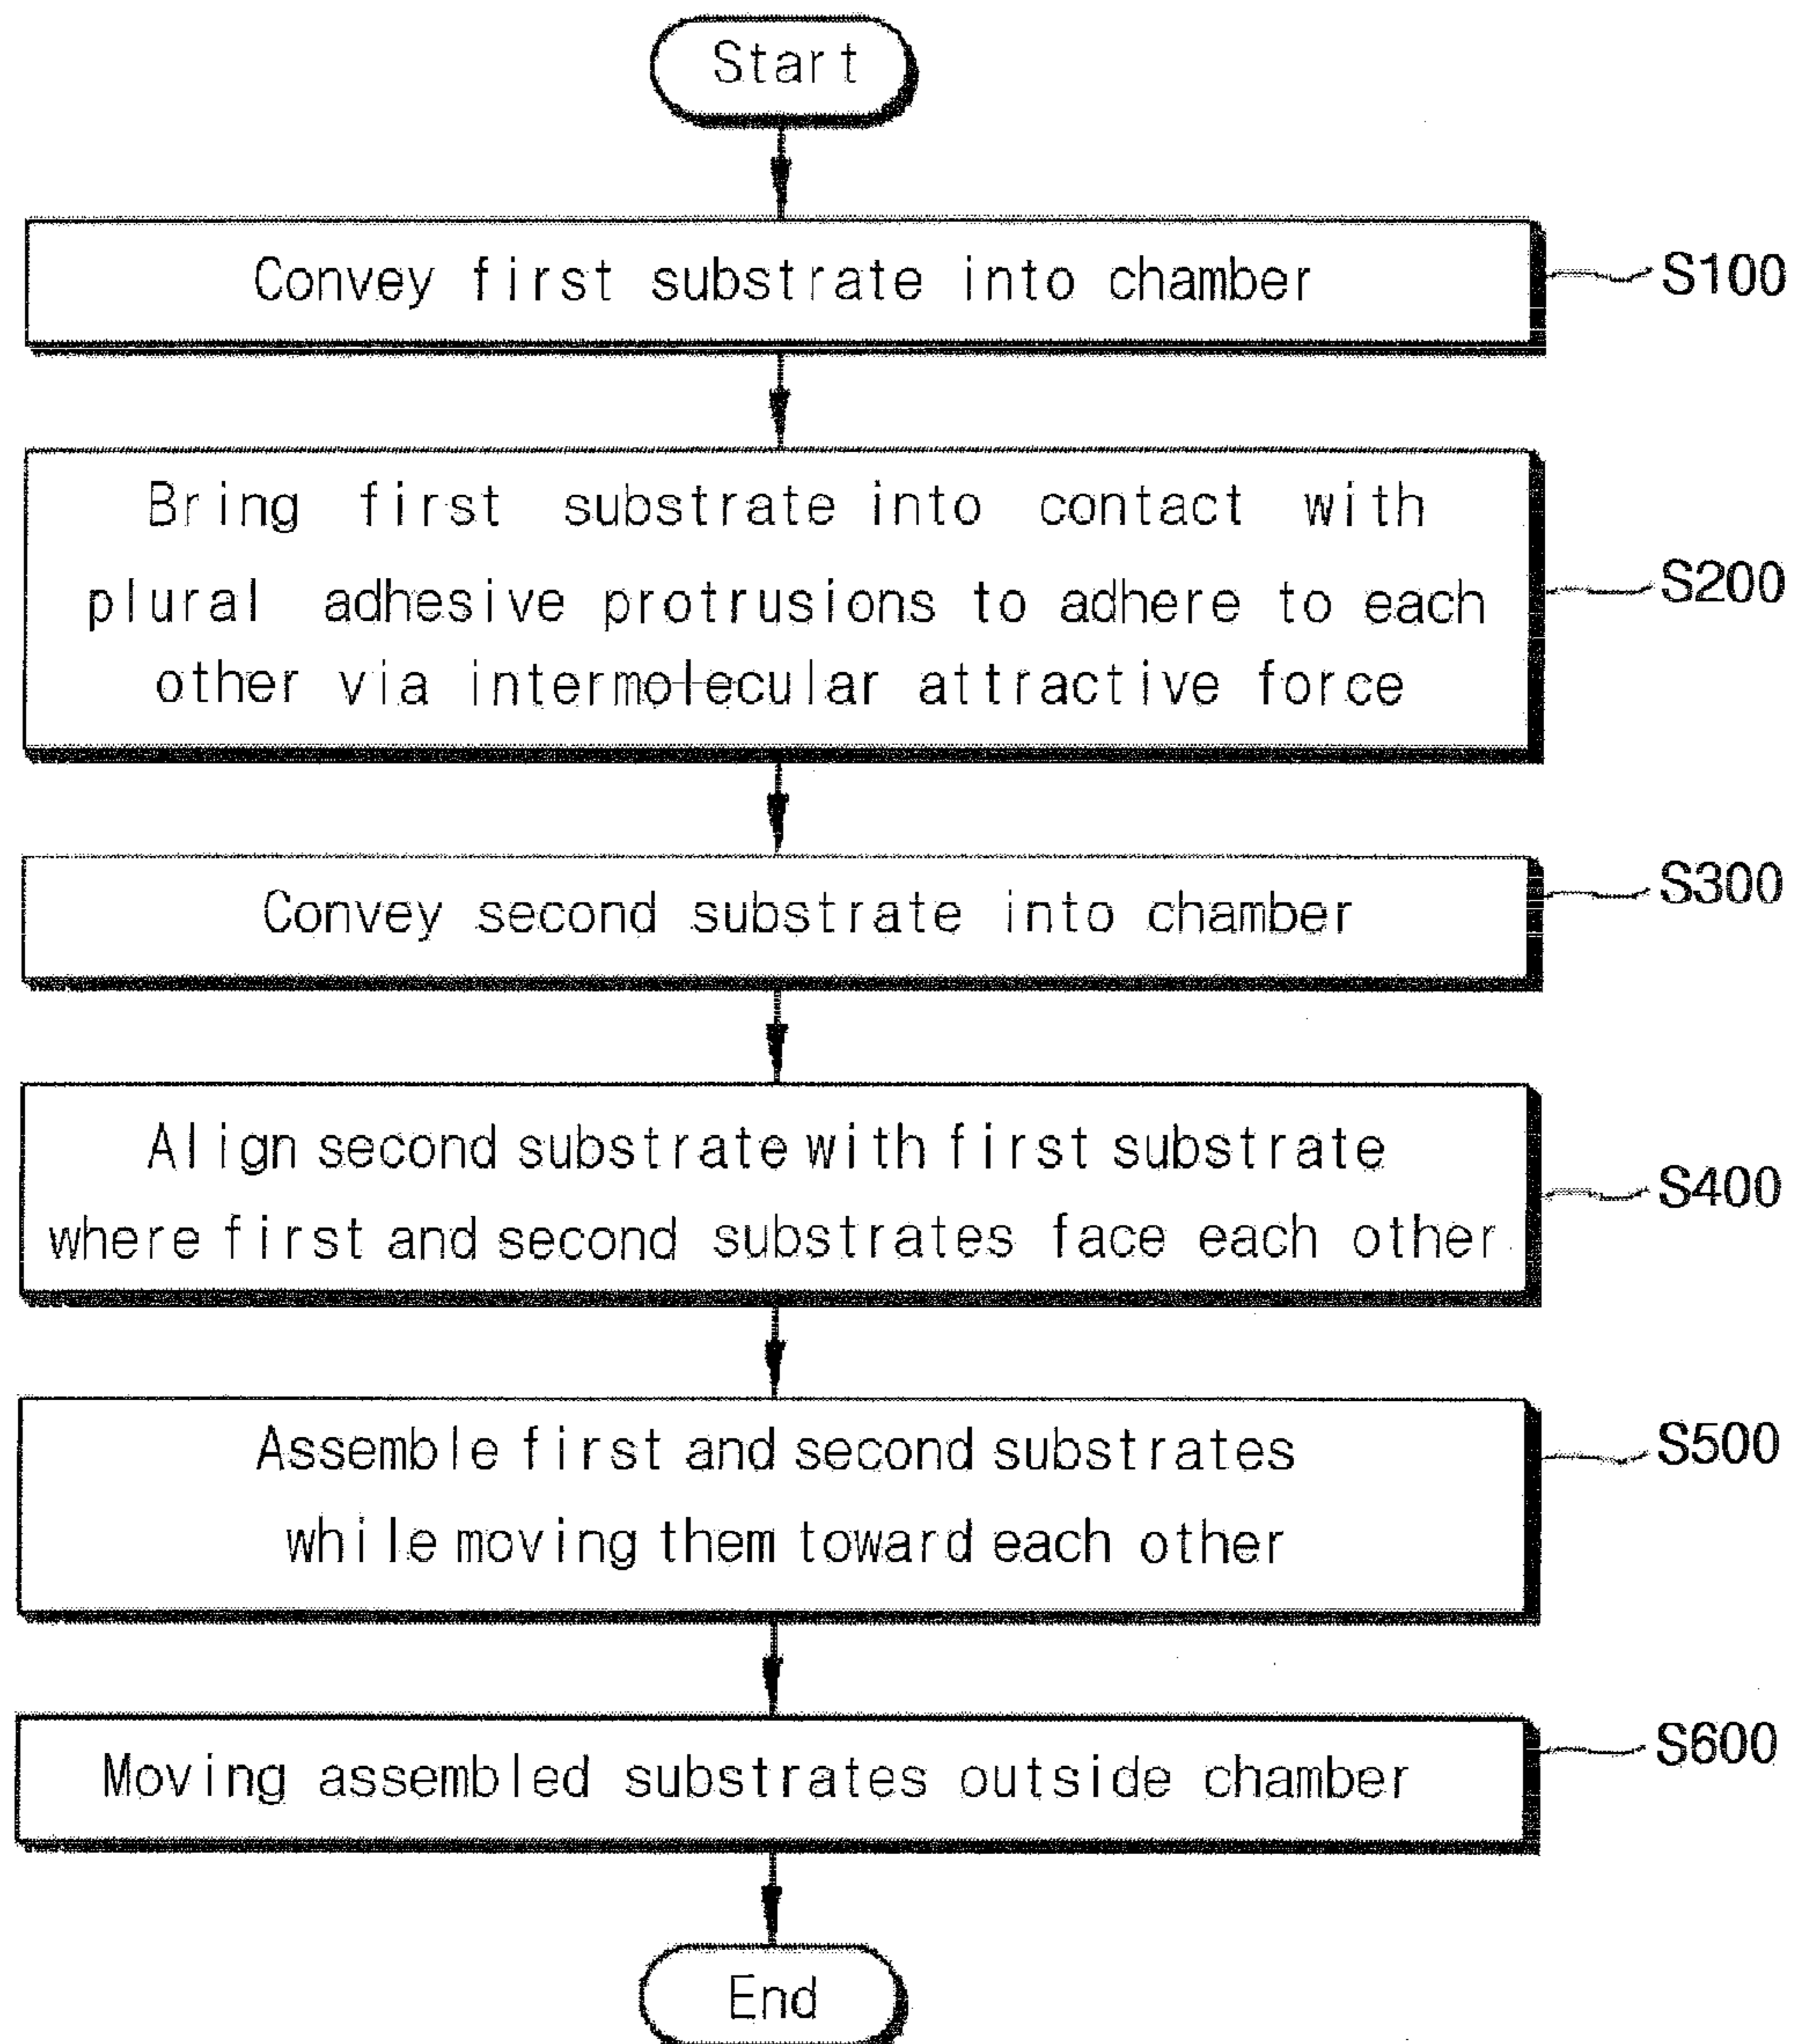 Start
Convey first substrate into chamber
S100
Bring first substrate into contact with
plural adhesive protrusions to adhere to each
other via intermolecular attractive force
S200
Convey second substrate into chamber
S300
Align second substrate with first substrate
where first and second substrates face each other
S400
Assemble first and second substrates
while moving them toward each other
S500
Moving assembled substrates outside chamber
S600
End